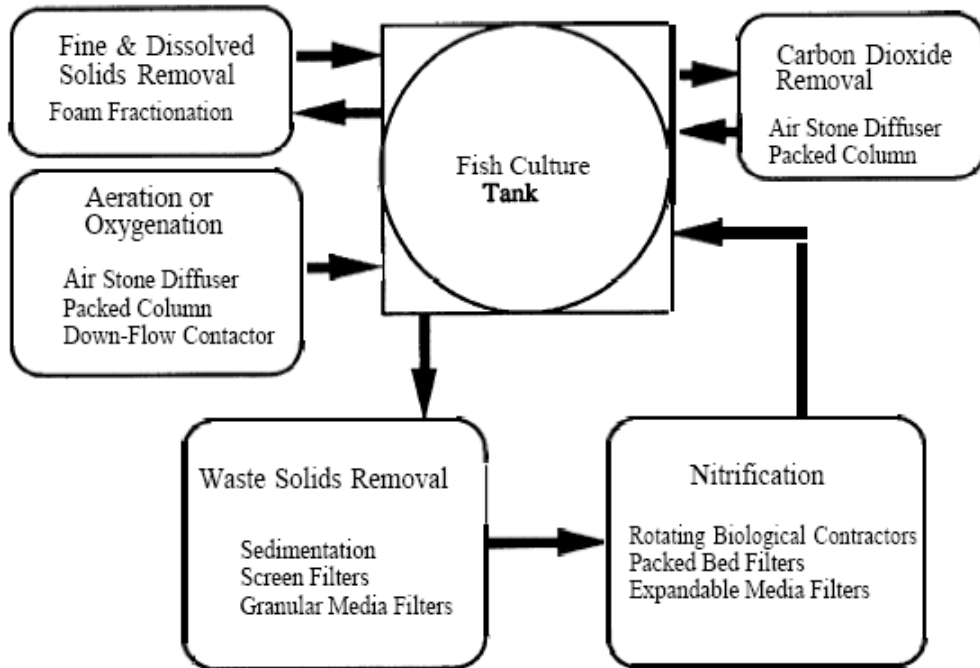 Fine & Dissolved
Solids Removal
Foam Fractionation
Aeration or
Oxygenation
Air Stone Diffuser
Packed Column
Down-Flow Contactor
Fish Culture
Tank
Carbon Dioxide
Removal
Air Stone Diffuser
Packed Column
Waste Solids Removal
Sedimentation
Screen Filters
Granular Media Filters
Nitrification
Rotating Biological Contractors
Packed Bed Filters
Expandable Media Filters